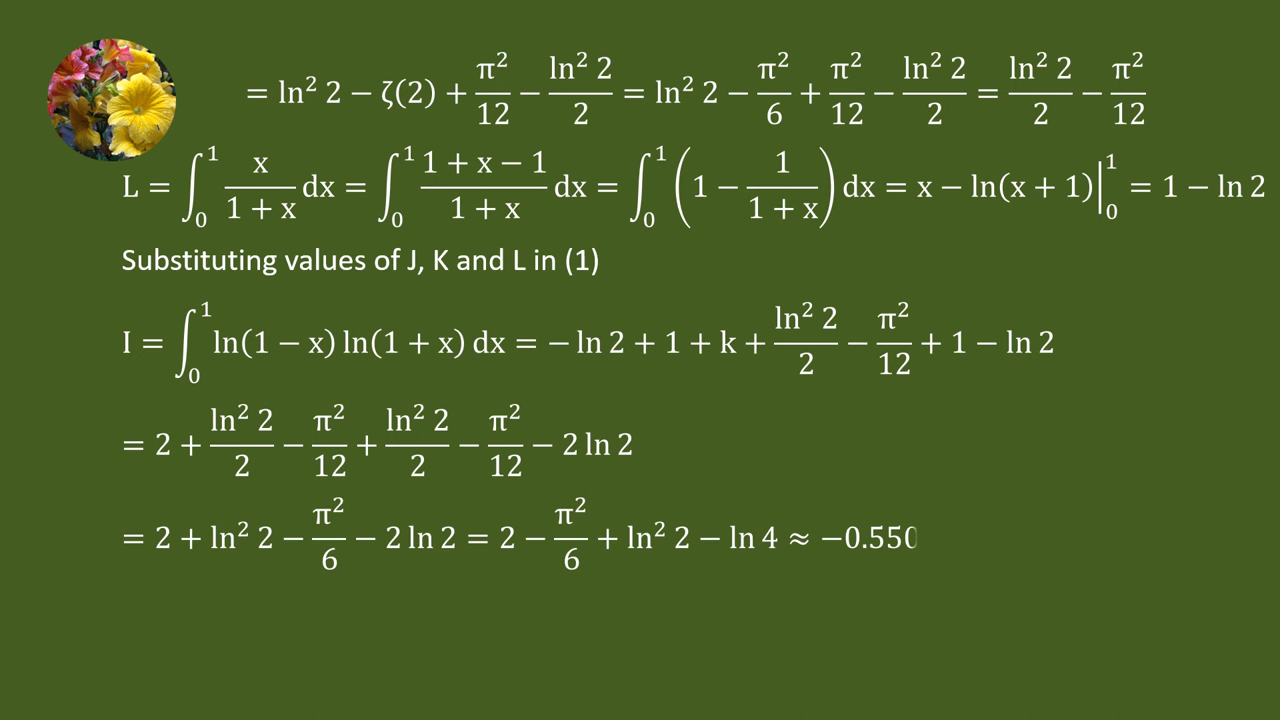 = ln² 2 − ζ(2) + π²/12 − ln² 2/2 = ln² 2 − π²/6 + π²/12 − ln² 2/2 = ln² 2/2 − π²/12
L = ∫₀¹ x/(1 + x) dx = ∫₀¹ (1 + x − 1)/(1 + x) dx = ∫₀¹ (1 − 1/(1 + x)) dx = x − ln(x + 1)|₀¹ = 1 − ln 2
Substituting values of J, K and L in (1)
I = ∫₀¹ ln(1 − x) ln(1 + x) dx = − ln 2 + 1 + k + ln² 2/2 − π²/12 + 1 − ln 2
= 2 + ln² 2/2 − π²/12 + ln² 2/2 − π²/12 − 2 ln 2
= 2 + ln² 2 − π²/6 − 2 ln 2 = 2 − π²/6 + ln² 2 − ln 4 ≈ −0.550